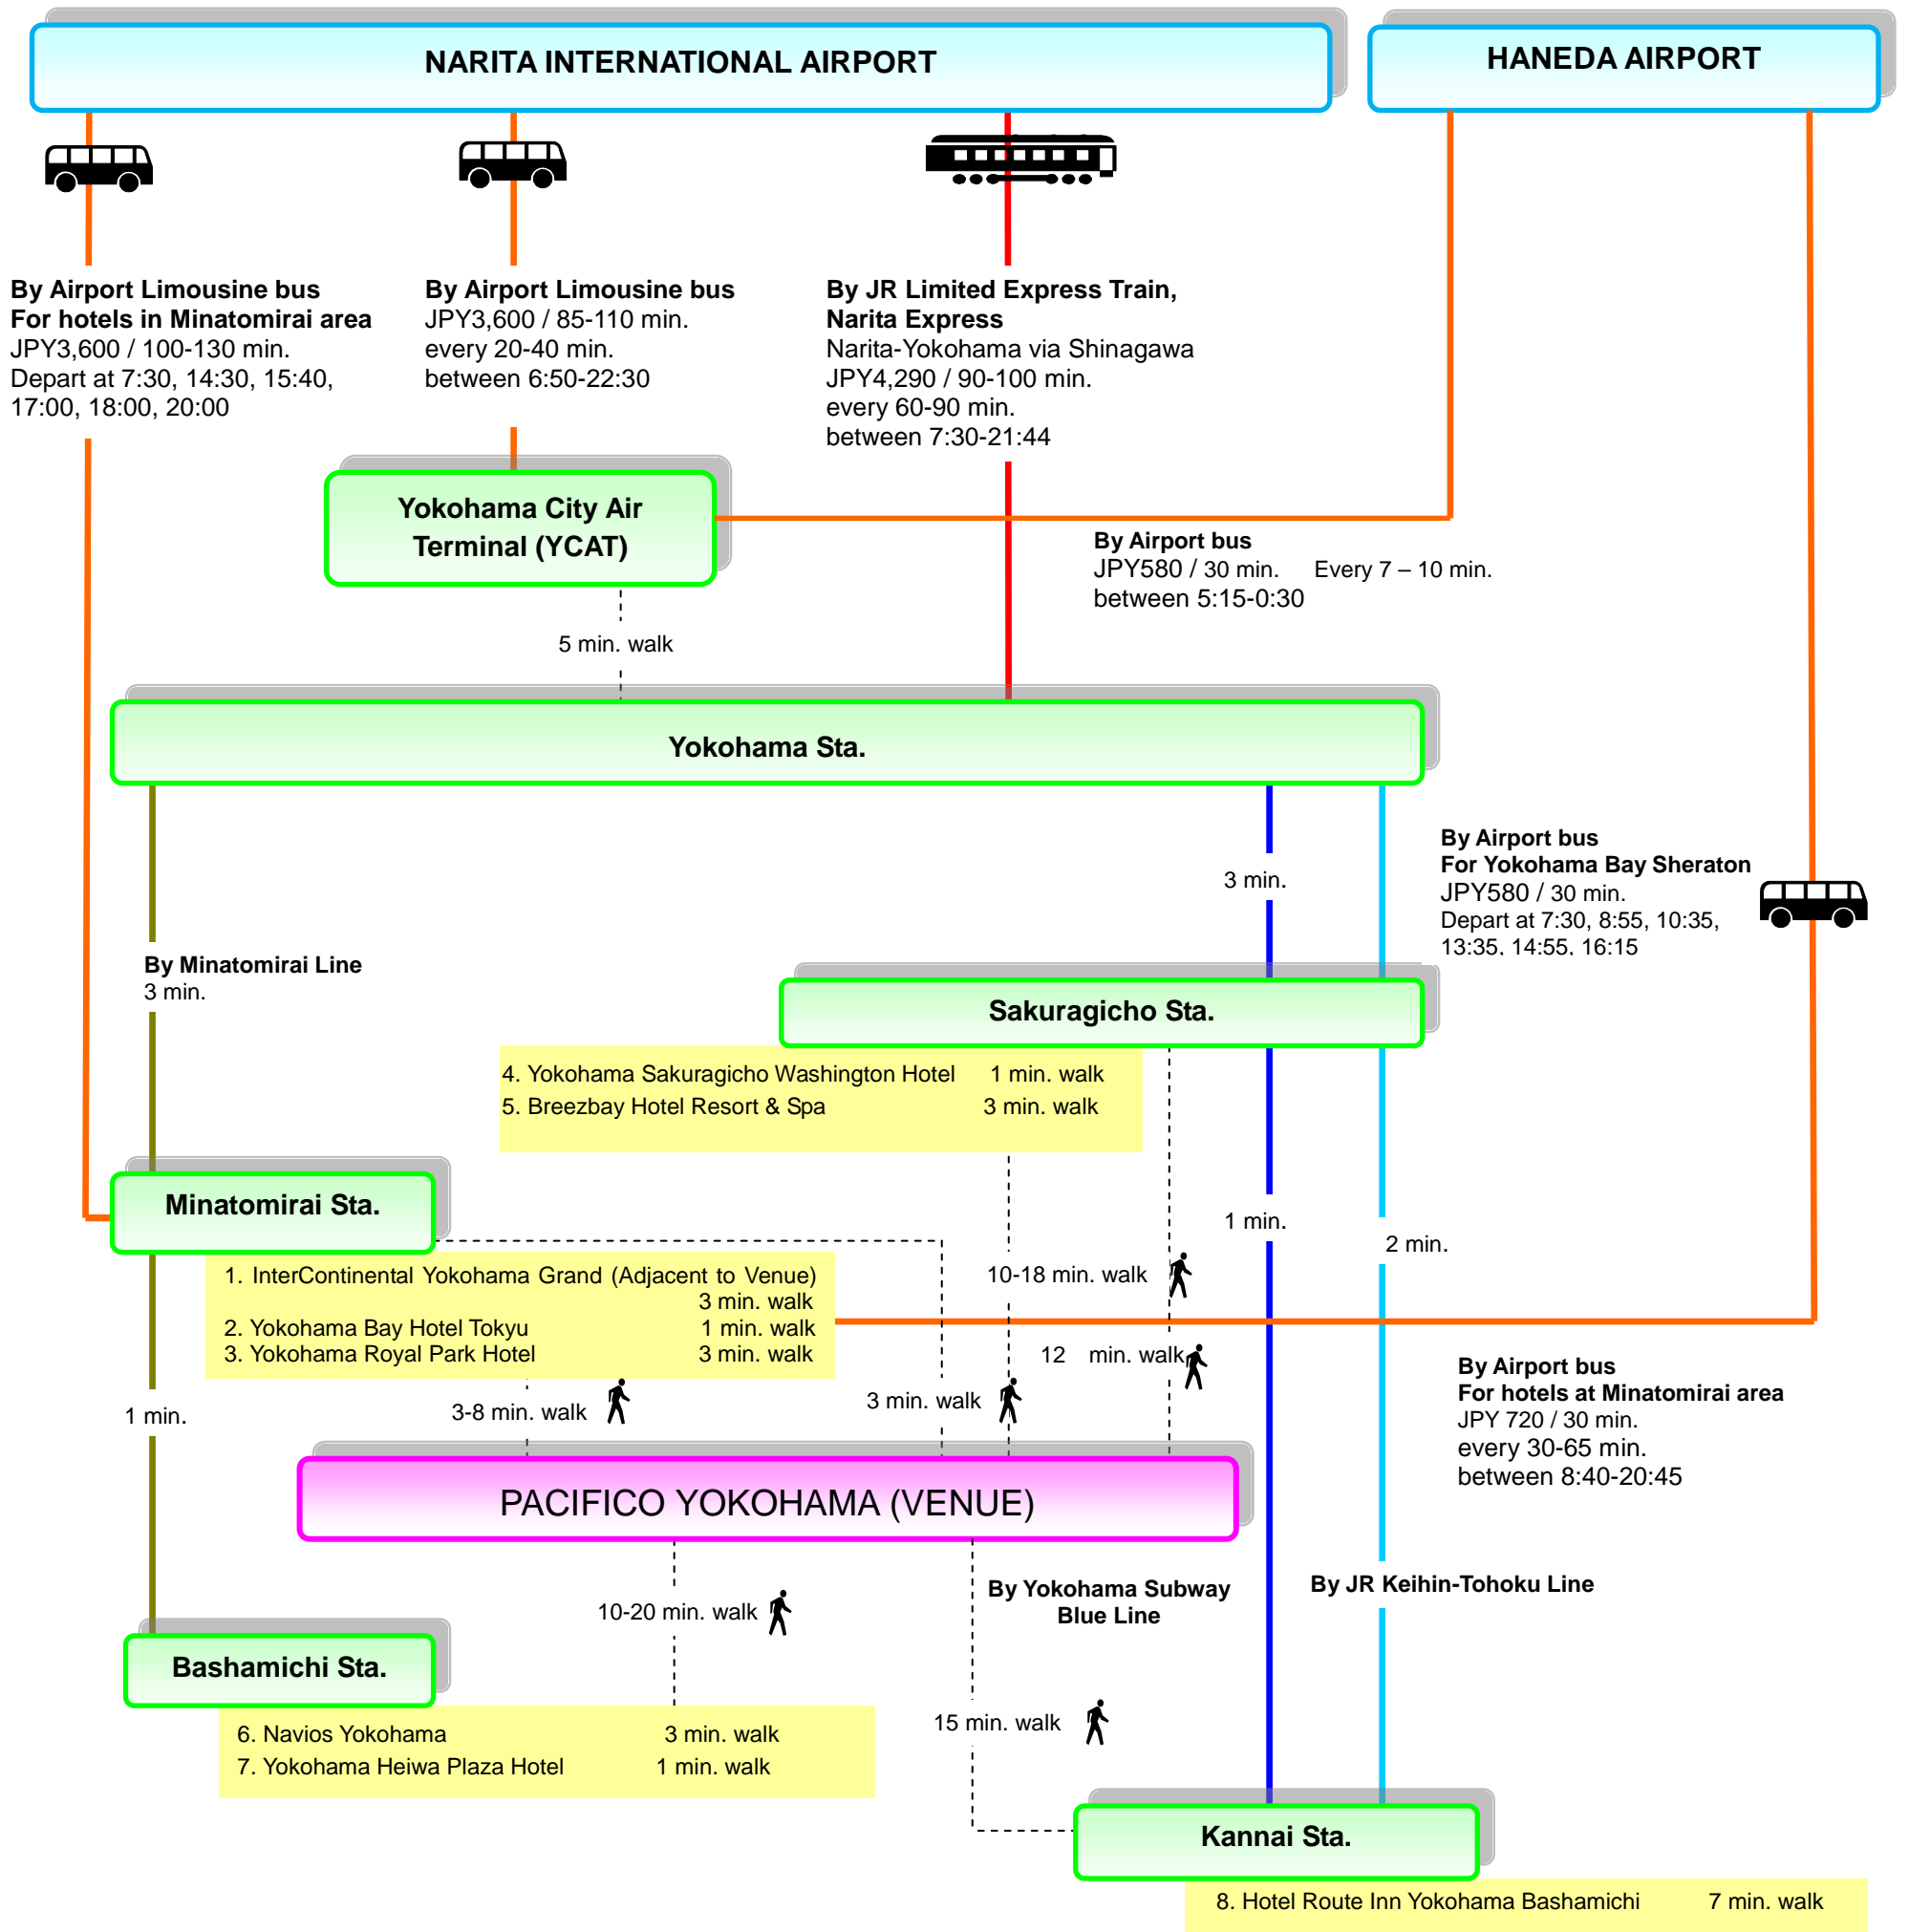 NARITA INTERNATIONAL AIRPORT
HANEDA AIRPORT
By Airport Limousine bus
For hotels in Minatomirai area
JPY3,600 / 100-130 min.
Depart at 7:30, 14:30, 15:40,
17:00, 18:00, 20:00
By Airport Limousine bus
JPY3,600 / 85-110 min.
every 20-40 min.
between 6:50-22:30
By JR Limited Express Train,
Narita Express
Narita-Yokohama via Shinagawa
JPY4,290 / 90-100 min.
every 60-90 min.
between 7:30-21:44
Yokohama City Air
Terminal (YCAT)
By Airport bus
JPY580 / 30 min. Every 7 – 10 min.
between 5:15-0:30
5 min. walk
Yokohama Sta.
By Airport bus
For Yokohama Bay Sheraton
JPY580 / 30 min.
Depart at 7:30, 8:55, 10:35,
13:35, 14:55, 16:15
3 min.
By Minatomirai Line
3 min.
Sakuragicho Sta.
4. Yokohama Sakuragicho Washington Hotel 1 min. walk
5. Breezbay Hotel Resort & Spa 3 min. walk
Minatomirai Sta.
1 min.
2 min.
1. InterContinental Yokohama Grand (Adjacent to Venue)
3 min. walk
2. Yokohama Bay Hotel Tokyu 1 min. walk
3. Yokohama Royal Park Hotel 3 min. walk
10-18 min. walk
12 min. walk
1 min.
3-8 min. walk
3 min. walk
By Airport bus
For hotels at Minatomirai area
JPY 720 / 30 min.
every 30-65 min.
between 8:40-20:45
PACIFICO YOKOHAMA (VENUE)
10-20 min. walk
By Yokohama Subway
Blue Line
By JR Keihin-Tohoku Line
Bashamichi Sta.
6. Navios Yokohama 3 min. walk
7. Yokohama Heiwa Plaza Hotel 1 min. walk
15 min. walk
Kannai Sta.
8. Hotel Route Inn Yokohama Bashamichi 7 min. walk